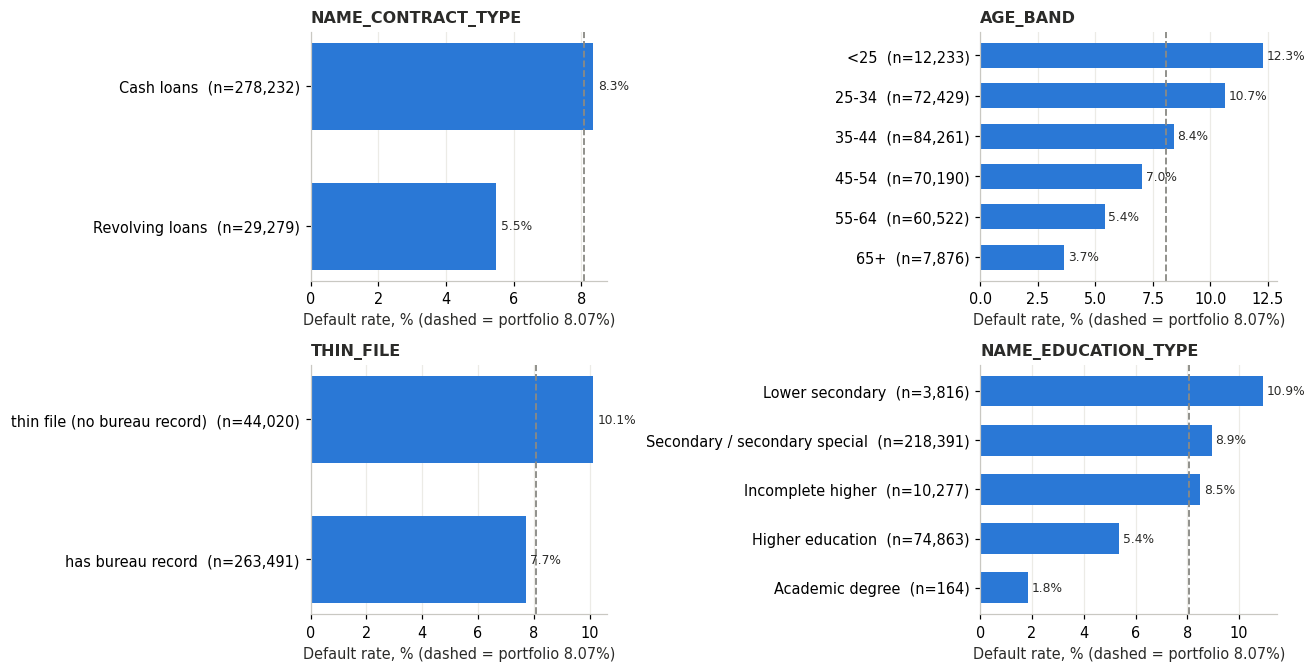 NAME_CONTRACT_TYPE
Cash loans (n=278,232)
8.3%
Revolving loans (n=29,279)
5.5%
0 2 4 6 8
Default rate, % (dashed = portfolio 8.07%)
AGE_BAND
<25 (n=12,233)
12.3%
25-34 (n=72,429)
10.7%
35-44 (n=84,261)
8.4%
45-54 (n=70,190)
7.0%
55-64 (n=60,522)
5.4%
65+ (n=7,876)
3.7%
0.0 2.5 5.0 7.5 10.0 12.5
Default rate, % (dashed = portfolio 8.07%)
THIN_FILE
thin file (no bureau record) (n=44,020)
10.1%
has bureau record (n=263,491)
7.7%
0 2 4 6 8 10
Default rate, % (dashed = portfolio 8.07%)
NAME_EDUCATION_TYPE
Lower secondary (n=3,816)
10.9%
Secondary / secondary special (n=218,391)
8.9%
Incomplete higher (n=10,277)
8.5%
Higher education (n=74,863)
5.4%
Academic degree (n=164)
1.8%
0 2 4 6 8 10
Default rate, % (dashed = portfolio 8.07%)